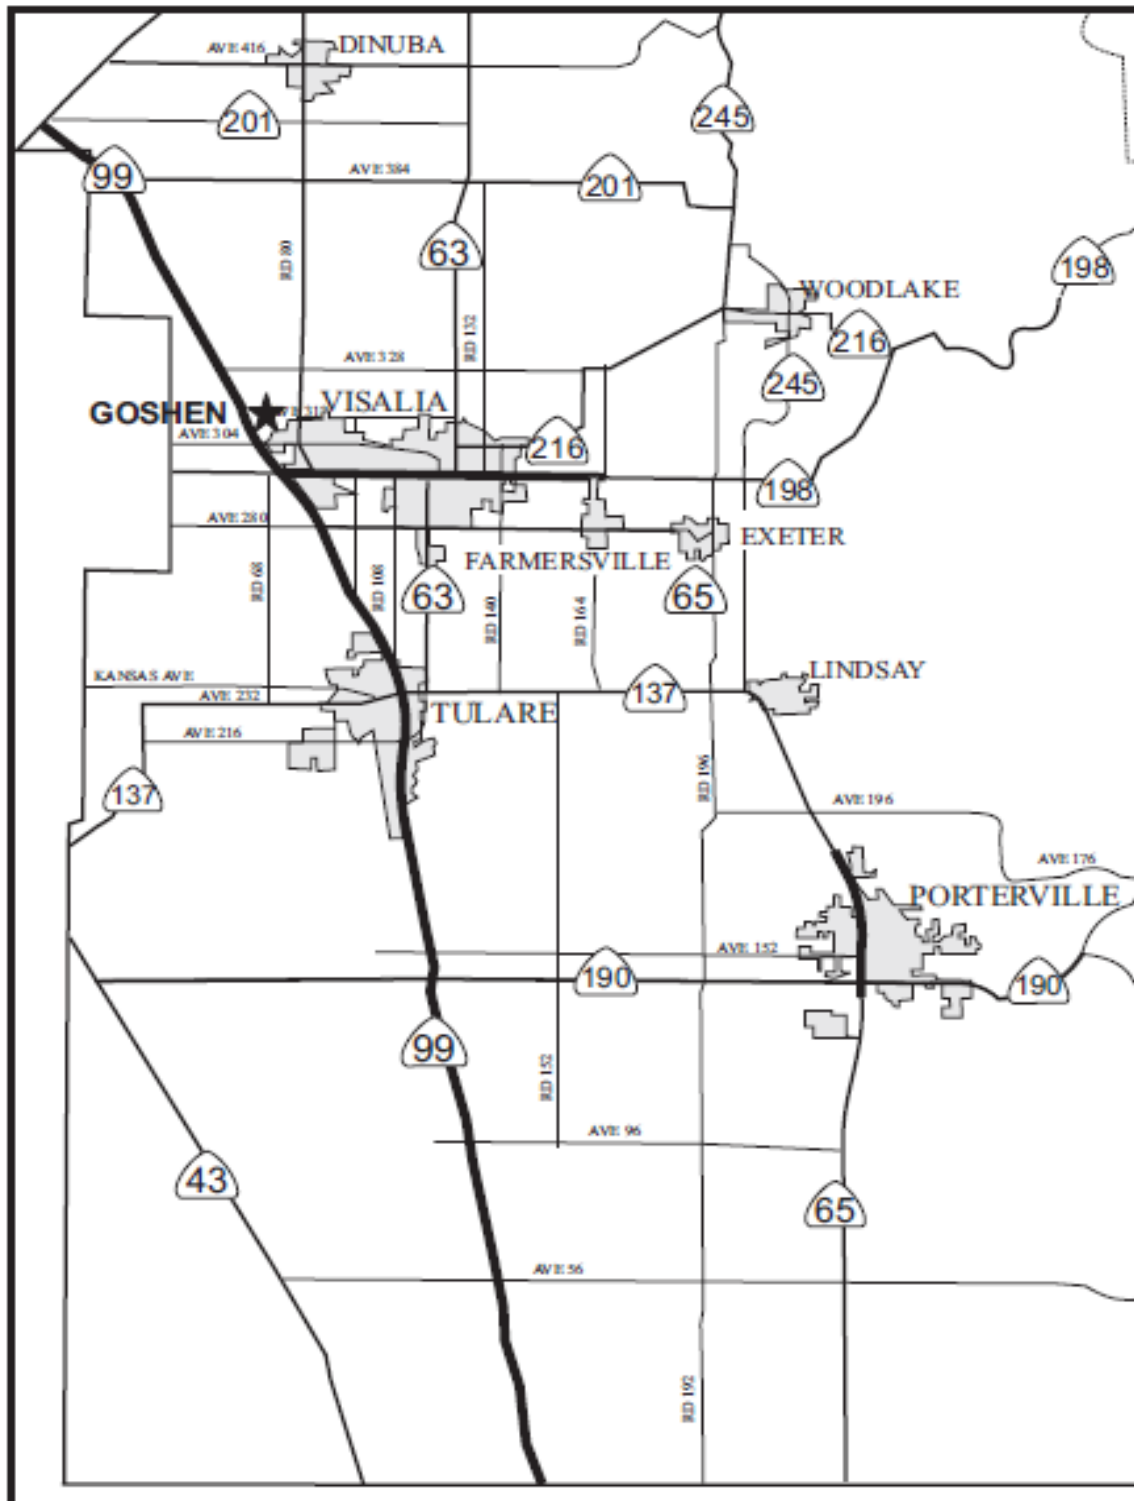 AVE 416
DINUBA
201
245
99
AVE 384
201
63
RD 80
198
WOODLAKE
RD 132
216
AVE 328
245
GOSHEN
VISALIA
AVE 304
216
198
AVE 280
EXETER
FARMERSVILLE
RD 68
RD 108
63
RD 140
RD 164
65
KANSAS AVE
LINDSAY
AVE 232
137
TULARE
AVE 216
137
RD 196
AVE 196
AVE 176
PORTERVILLE
AVE 152
190
190
99
RD 152
AVE 96
43
65
AVE 56
RD 192